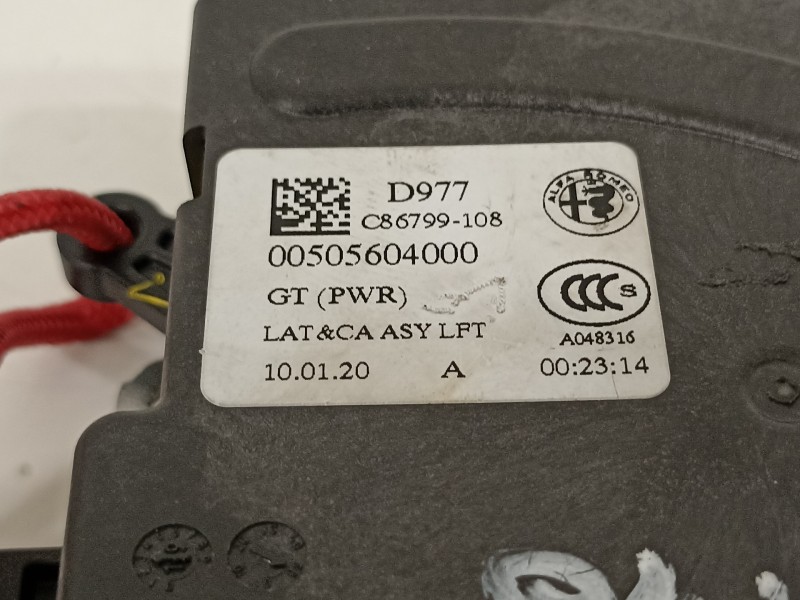 D977
C86799-108
ALFA ROMEO
00505604000
GT (PWR)
CCC S
LAT&CA ASY LFT
A048316
10.01.20 A 00:23:14